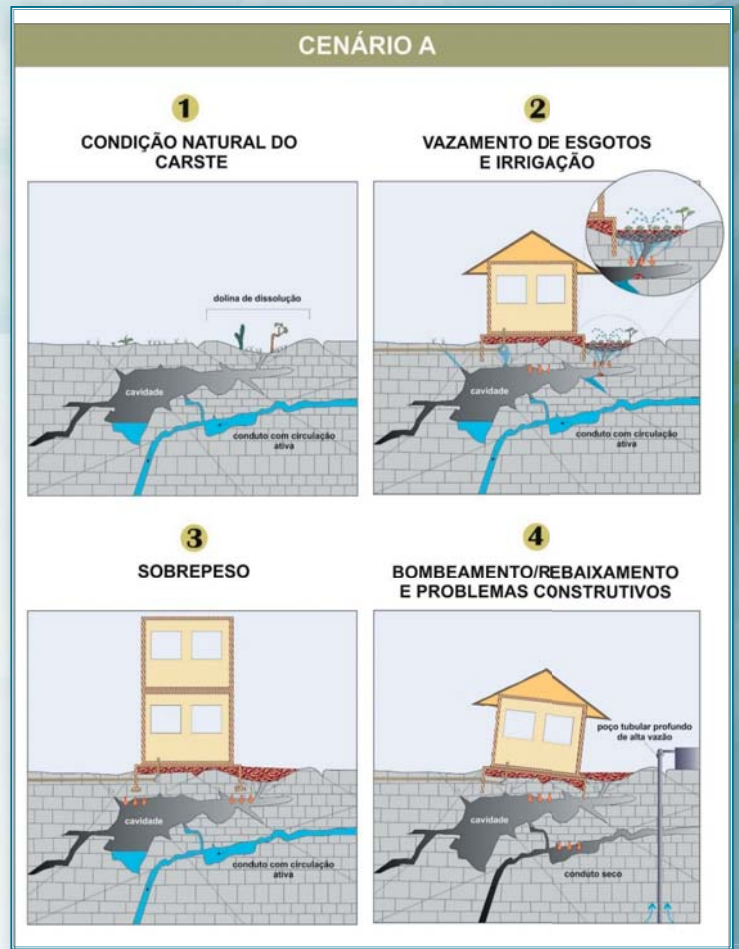 CENÁRIO A
1
CONDIÇÃO NATURAL DO
CARSTE
dolina de dissolução
cavidade
conduto com circulação
ativa
2
VAZAMENTO DE ESGOTOS
E IRRIGAÇÃO
cavidade
conduto com circulação
ativa
3
SOBREPESO
cavidade
conduto com circulação
ativa
4
BOMBEAMENTO/REBAIXAMENTO
E PROBLEMAS CONSTRUTIVOS
poço tubular profundo
de alta vazão
cavidade
conduto seco